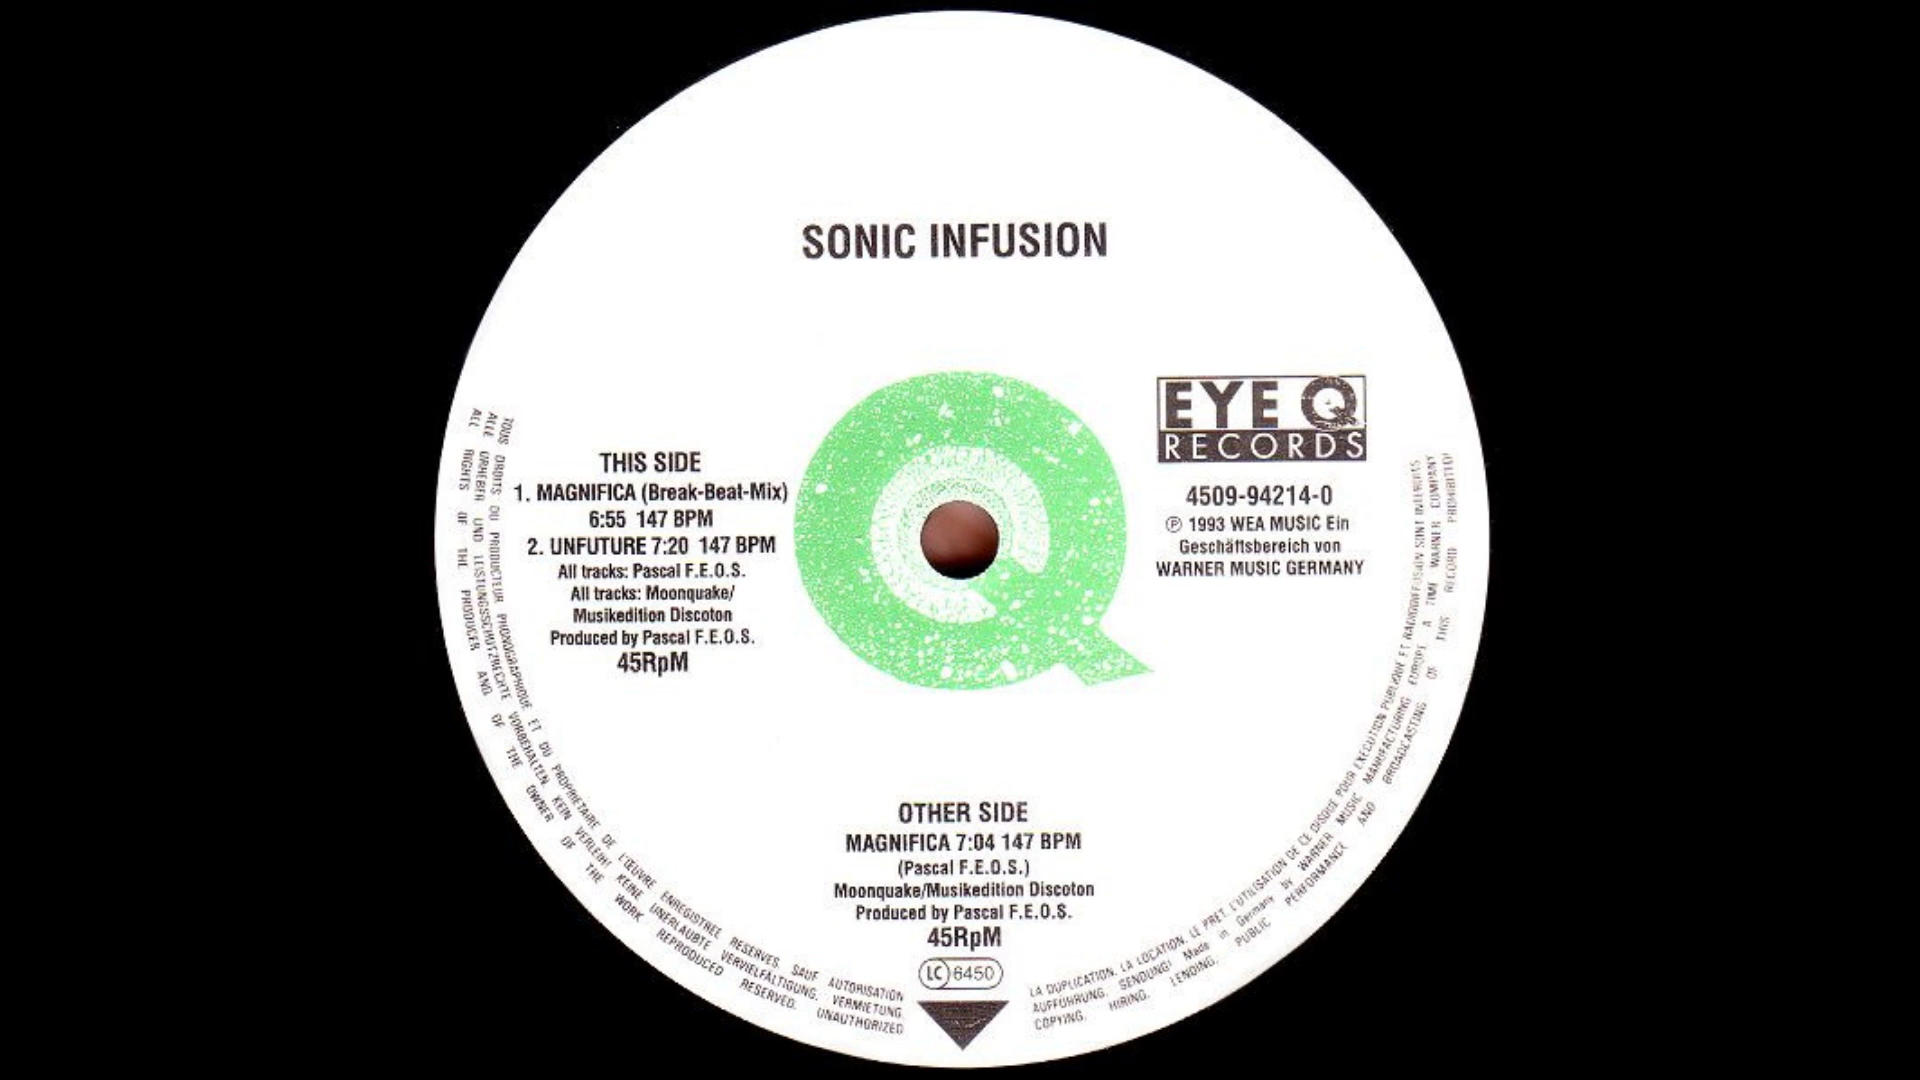 SONIC INFUSION
EYE Q
RECORDS
4509-94214-0
℗ 1993 WEA MUSIC Ein
Geschäftsbereich von
WARNER MUSIC GERMANY
THIS SIDE
1. MAGNIFICA (Break-Beat-Mix)
6:55 147 BPM
2. UNFUTURE 7:20 147 BPM
All tracks: Pascal F.E.O.S.
All tracks: Moonquake/
Musikedition Discoton
Produced by Pascal F.E.O.S.
45RpM
OTHER SIDE
MAGNIFICA 7:04 147 BPM
(Pascal F.E.O.S.)
Moonquake/Musikedition Discoton
Produced by Pascal F.E.O.S.
45RpM
LC 6450
TOUS DROITS DU PRODUCTEUR PHONOGRAPHIQUE ET DU PROPRIETAIRE DE L'ŒUVRE ENREGISTREE RESERVES. SAUF AUTORISATION
ALLE URHEBER UND LEISTUNGSSCHUTZRECHTE VORBEHALTEN. KEIN VERLEIH! KEINE UNERLAUBTE VERVIELFÄLTIGUNG, VERMIETUNG,
ALL RIGHTS OF THE PRODUCER AND OF THE OWNER OF THE WORK REPRODUCED RESERVED. UNAUTHORIZED
LA DUPLICATION, LA LOCATION, LE PRET, L'UTILISATION DE CE DISQUE POUR EXECUTION PUBLIQUE ET RADIODIFFUSION SONT INTERDITS
AUFFÜHRUNG, SENDUNG! Made in Germany by WARNER MUSIC MANUFACTURING EUROPE A TIME WARNER COMPANY
COPYING, HIRING, LENDING, PUBLIC PERFORMANCE AND BROADCASTING OF THIS RECORD PROHIBITED!